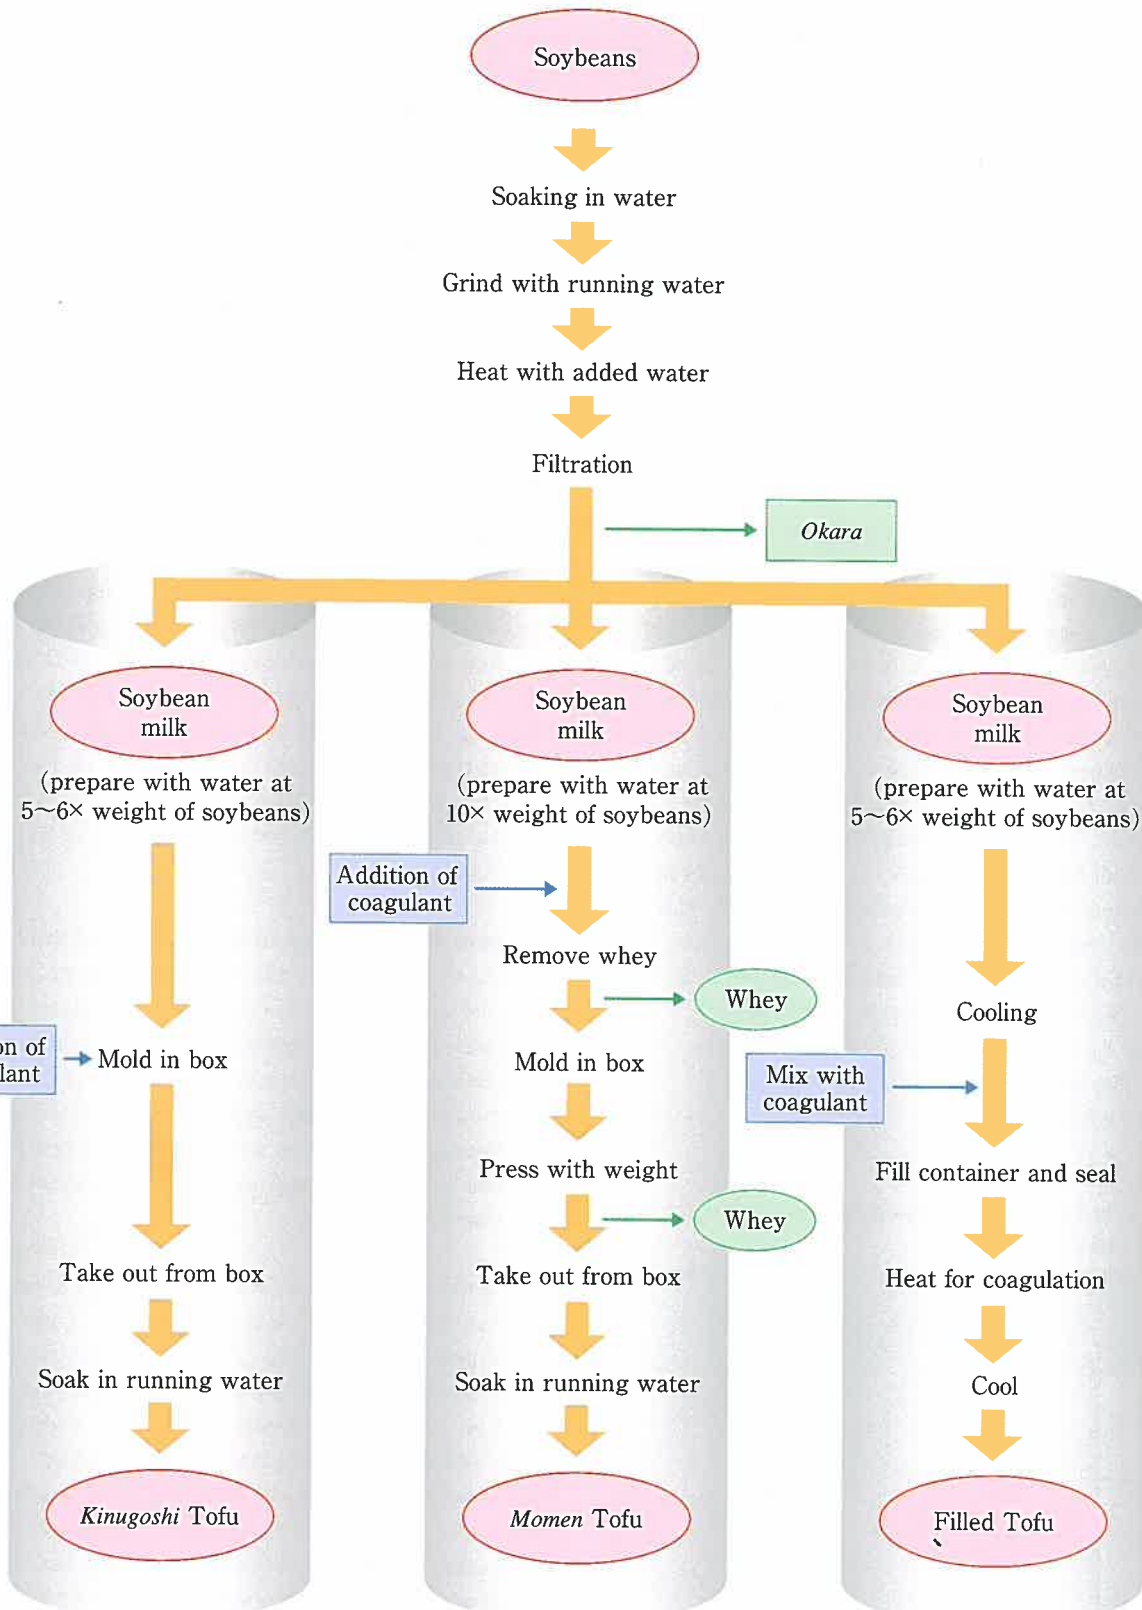 Soybeans
Soaking in water
Grind with running water
Heat with added water
Filtration
Okara
Soybean
milk
(prepare with water at
5~6× weight of soybeans)
on of
lant
Mold in box
Take out from box
Soak in running water
Kinugoshi Tofu
Soybean
milk
(prepare with water at
10× weight of soybeans)
Addition of
coagulant
Remove whey
Whey
Mold in box
Press with weight
Whey
Take out from box
Soak in running water
Momen Tofu
Soybean
milk
(prepare with water at
5~6× weight of soybeans)
Cooling
Mix with
coagulant
Fill container and seal
Heat for coagulation
Cool
Filled Tofu